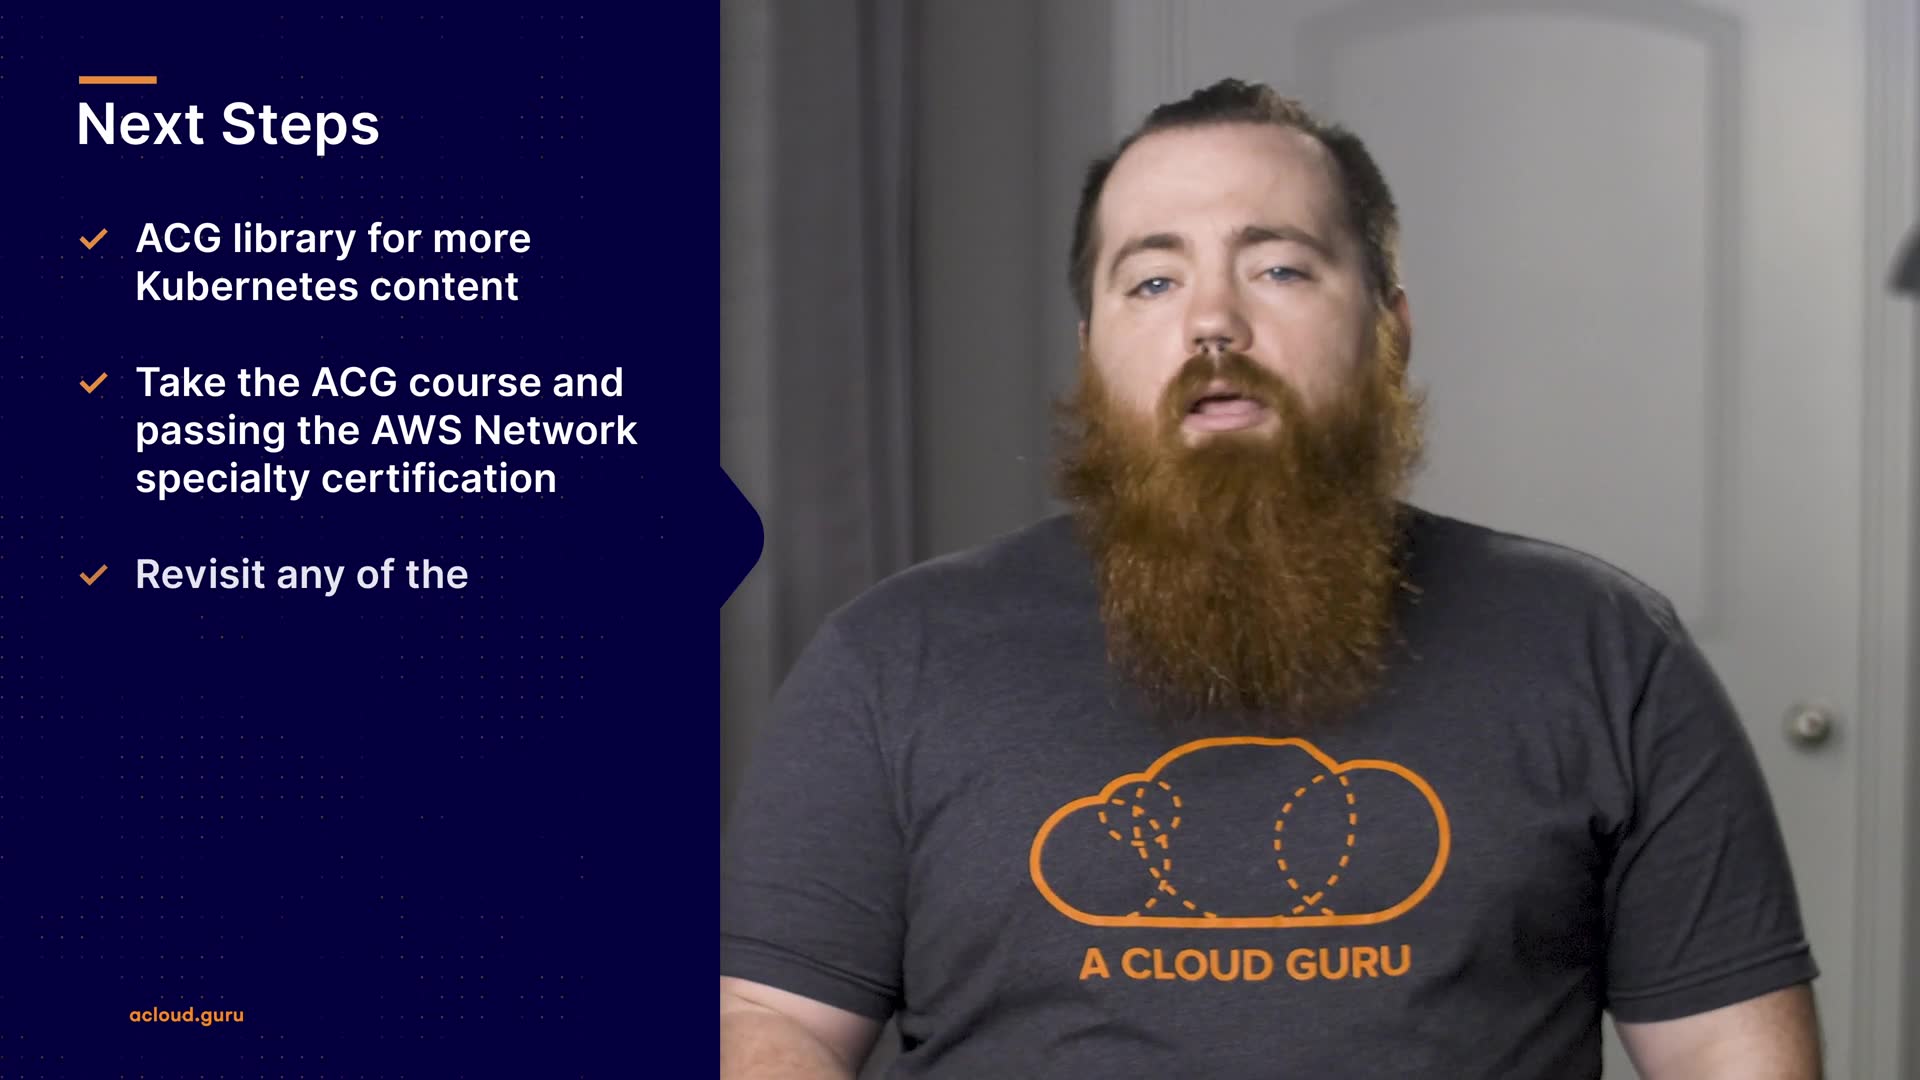 Next Steps
ACG library for more
Kubernetes content
Take the ACG course and
passing the AWS Network
specialty certification
Revisit any of the
acloud.guru
A CLOUD GURU